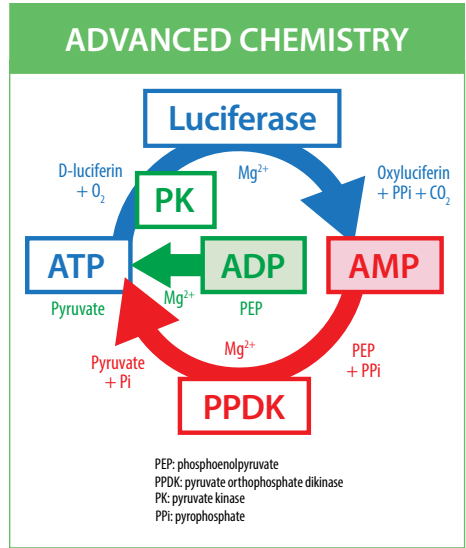 ADVANCED CHEMISTRY
Luciferase
D-luciferin
+ O₂
Mg²⁺
Oxyluciferin
+ PPi + CO₂
PK
ATP
ADP
AMP
Pyruvate
Mg²⁺
PEP
Pyruvate
+ Pi
Mg²⁺
PEP
+ PPi
PPDK
PEP: phosphoenolpyruvate
PPDK: pyruvate orthophosphate dikinase
PK: pyruvate kinase
PPi: pyrophosphate